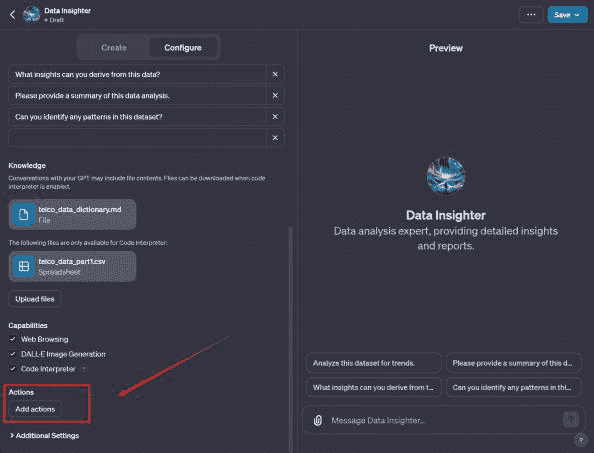 Data Insighter
Draft
Save
Create
Configure
What insights can you derive from this data?
Please provide a summary of this data analysis.
Can you identify any patterns in this dataset?
Knowledge
Conversations with your GPT may include file contents. Files can be downloaded when code
interpreter is enabled.
telco_data_dictionary.md
File
The following files are only available for Code Interpreter:
telco_data_part1.csv
Spreadsheet
Upload files
Capabilities
Web Browsing
DALL·E Image Generation
Code Interpreter ?
Actions
Add actions
Additional Settings
Preview
Data Insighter
Data analysis expert, providing detailed insights
and reports.
Analyze this dataset for trends.
Please provide a summary of this d...
What insights can you derive from t...
Can you identify any patterns in thi...
Message Data Insighter...
?